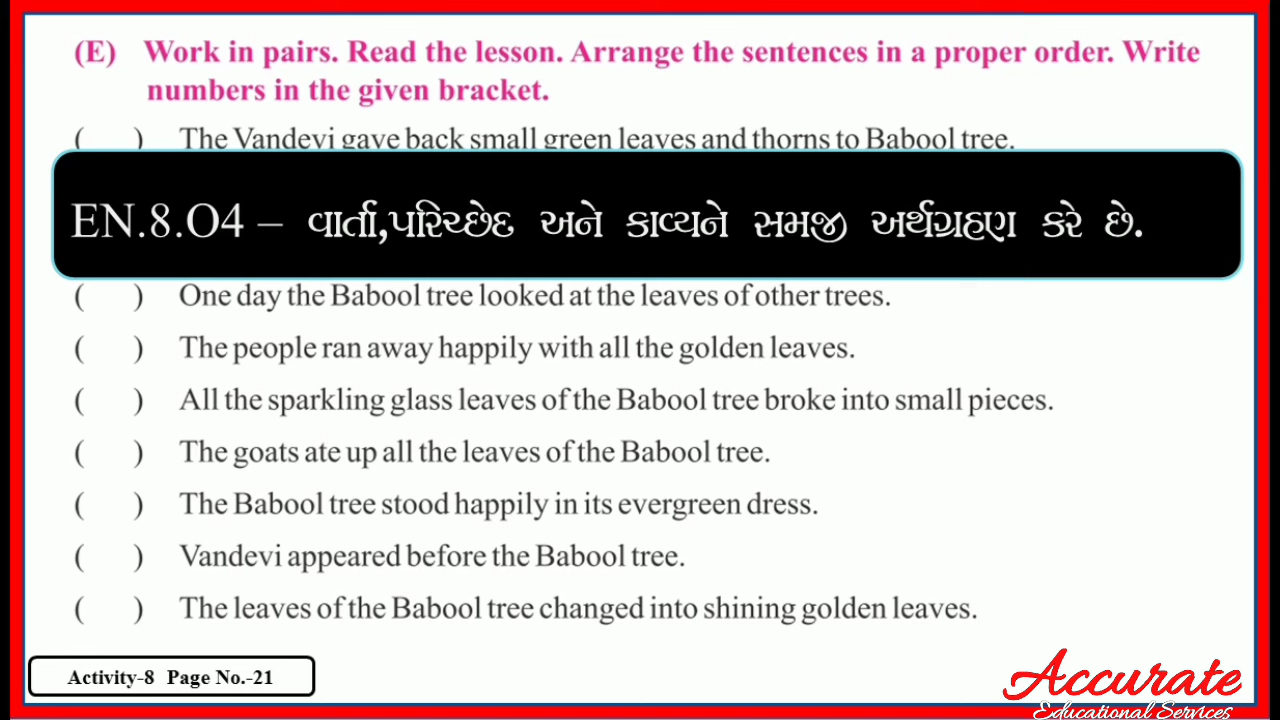 (E) Work in pairs. Read the lesson. Arrange the sentences in a proper order. Write
numbers in the given bracket.
( ) The Vandevi gave back small green leaves and thorns to Babool tree.
EN.8.O4 – વાર્તા,પરિચ્છેદ અને કાવ્યને સમજી અર્થગ્રહણ કરે છે.
( ) One day the Babool tree looked at the leaves of other trees.
( ) The people ran away happily with all the golden leaves.
( ) All the sparkling glass leaves of the Babool tree broke into small pieces.
( ) The goats ate up all the leaves of the Babool tree.
( ) The Babool tree stood happily in its evergreen dress.
( ) Vandevi appeared before the Babool tree.
( ) The leaves of the Babool tree changed into shining golden leaves.
Activity-8 Page No.-21
Accurate
Educational Services